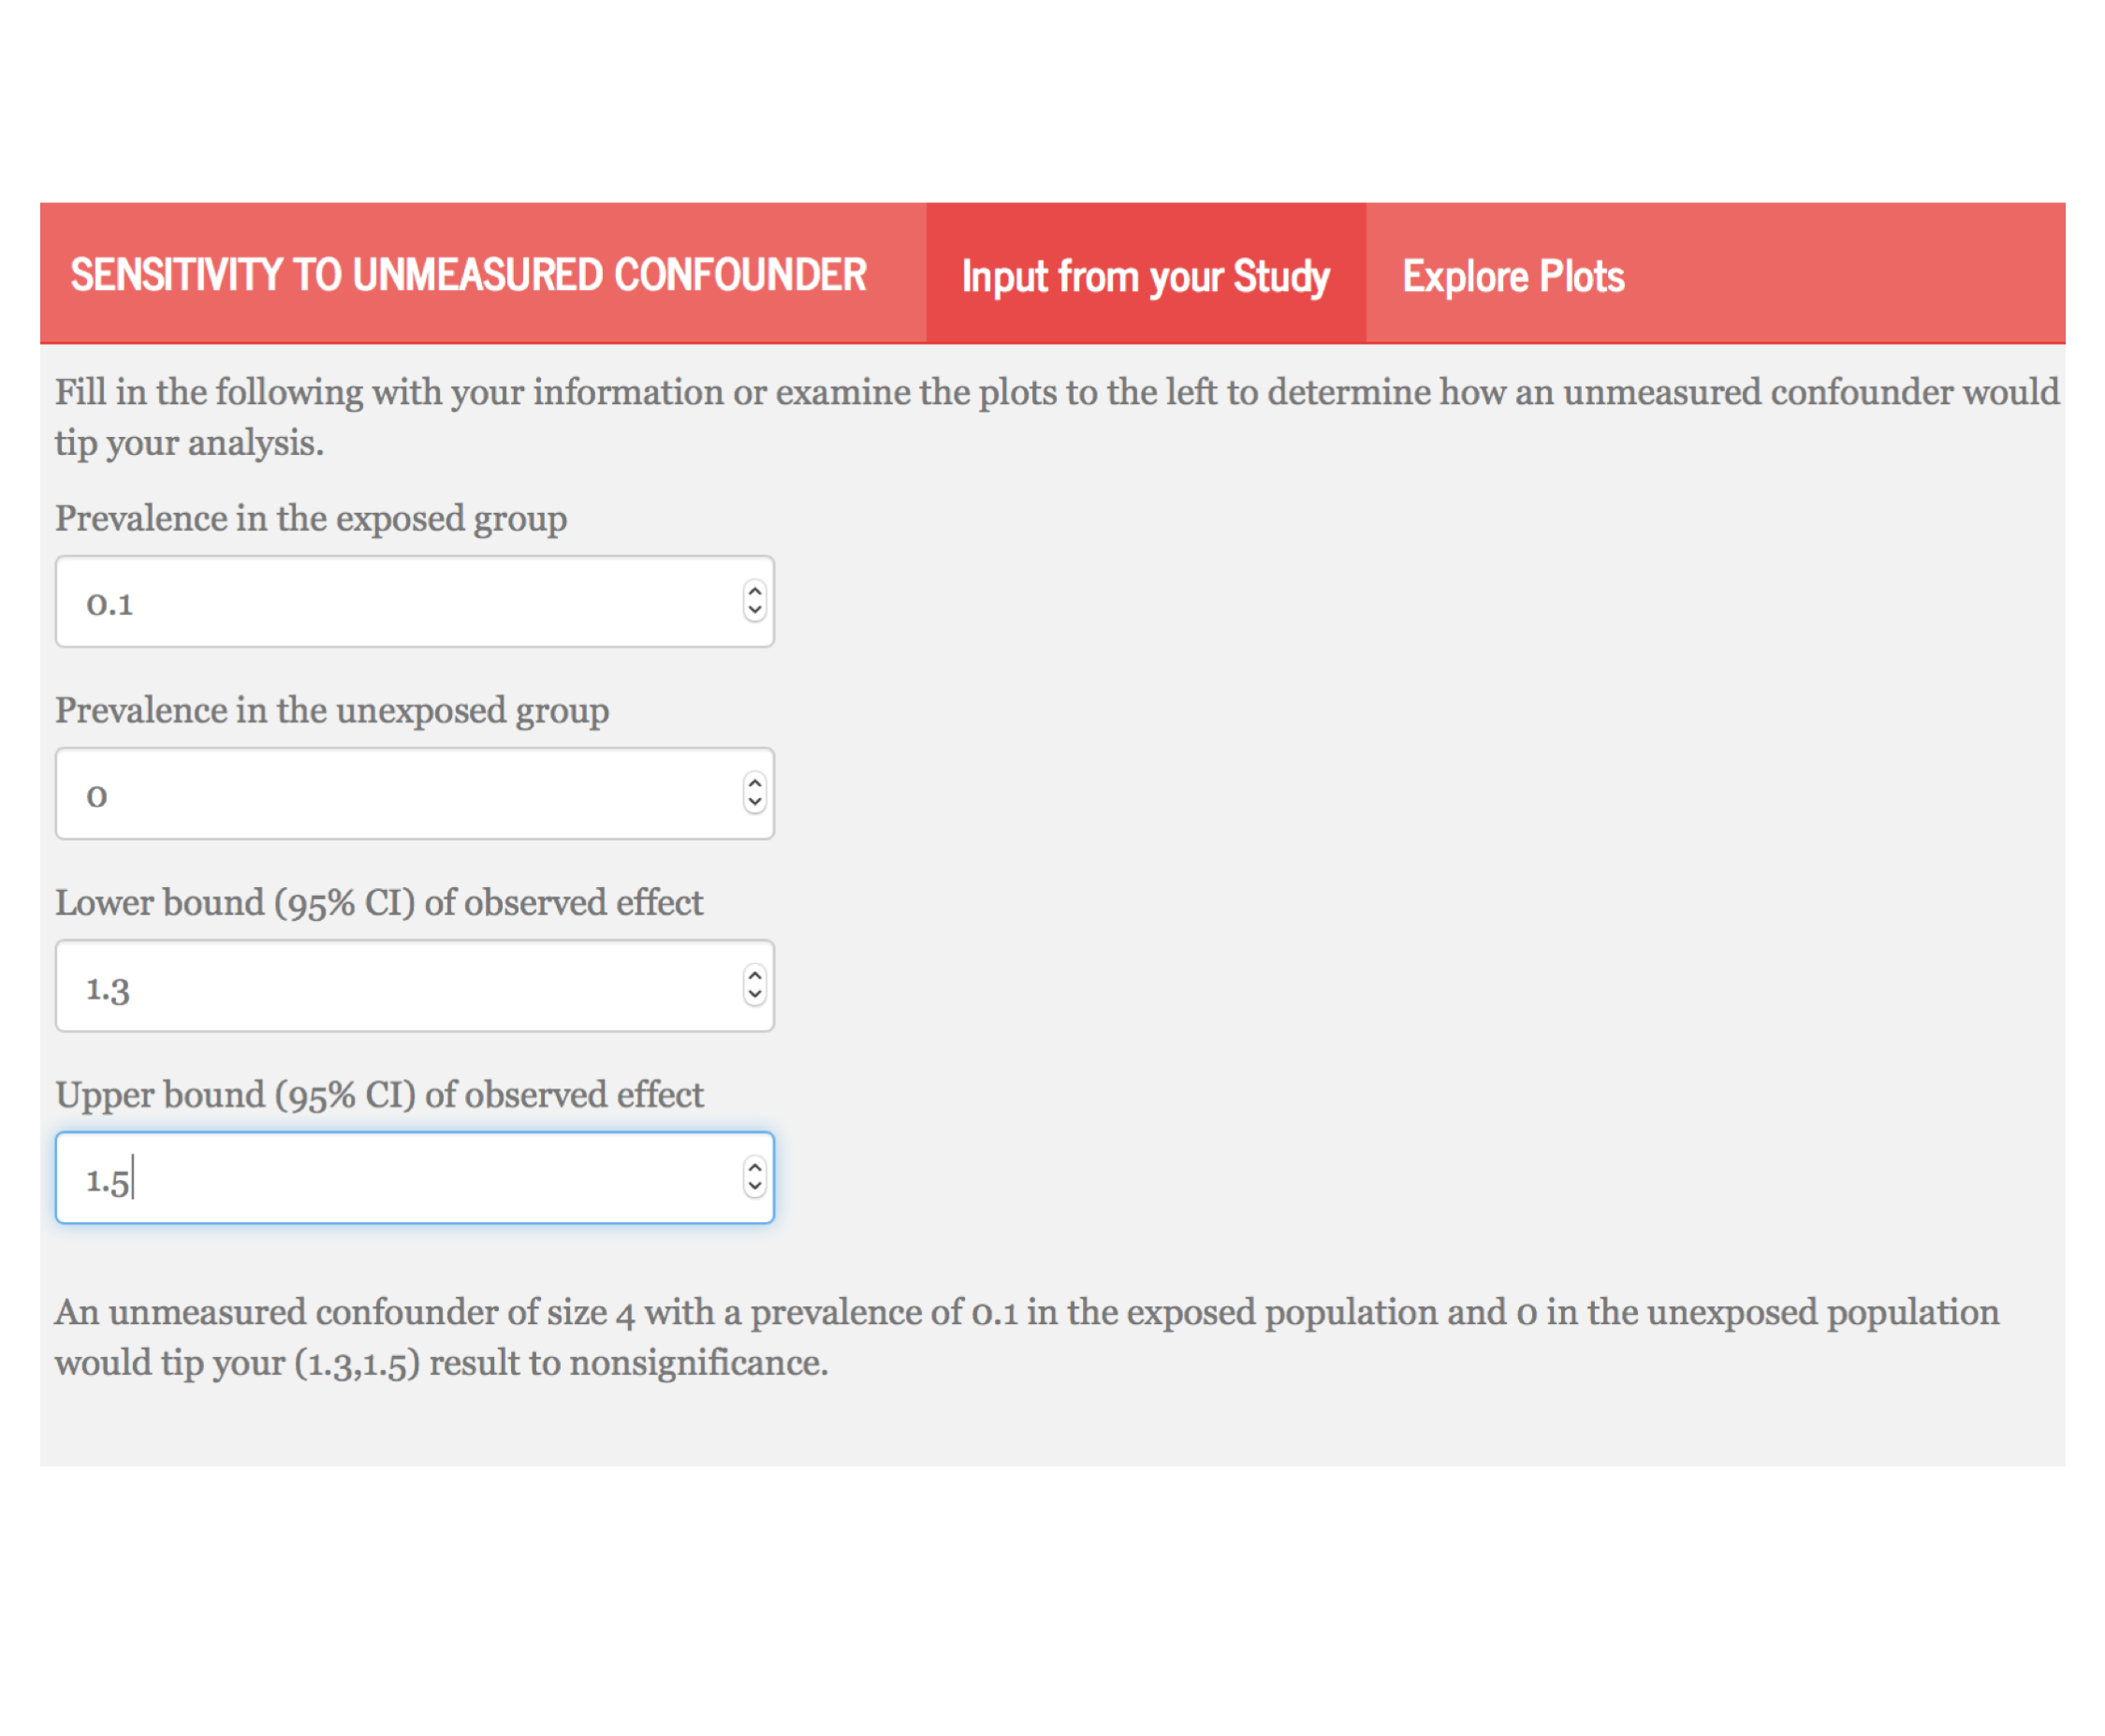 SENSITIVITY TO UNMEASURED CONFOUNDER Input from your Study Explore Plots
Fill in the following with your information or examine the plots to the left to determine how an unmeasured confounder would
tip your analysis.
Prevalence in the exposed group
0.1
Prevalence in the unexposed group
0
Lower bound (95% CI) of observed effect
1.3
Upper bound (95% CI) of observed effect
1.5
An unmeasured confounder of size 4 with a prevalence of 0.1 in the exposed population and 0 in the unexposed population
would tip your (1.3,1.5) result to nonsignificance.